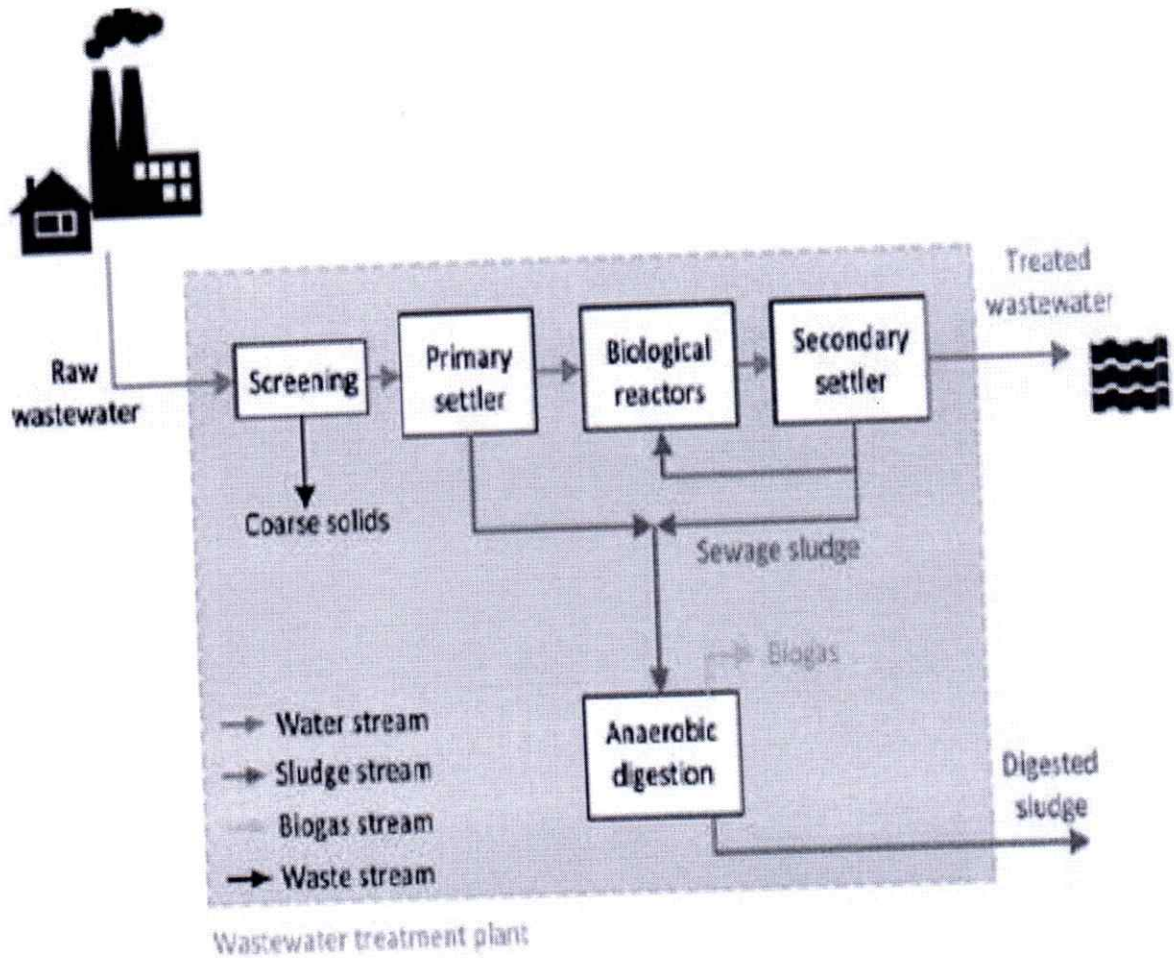 Treated
wastewater
Raw
wastewater
Screening
Primary
settler
Biological
reactors
Secondary
settler
Coarse solids
Sewage sludge
Biogas
Anaerobic
digestion
Digested
sludge
Water stream
Sludge stream
Biogas stream
Waste stream
Wastewater treatment plant